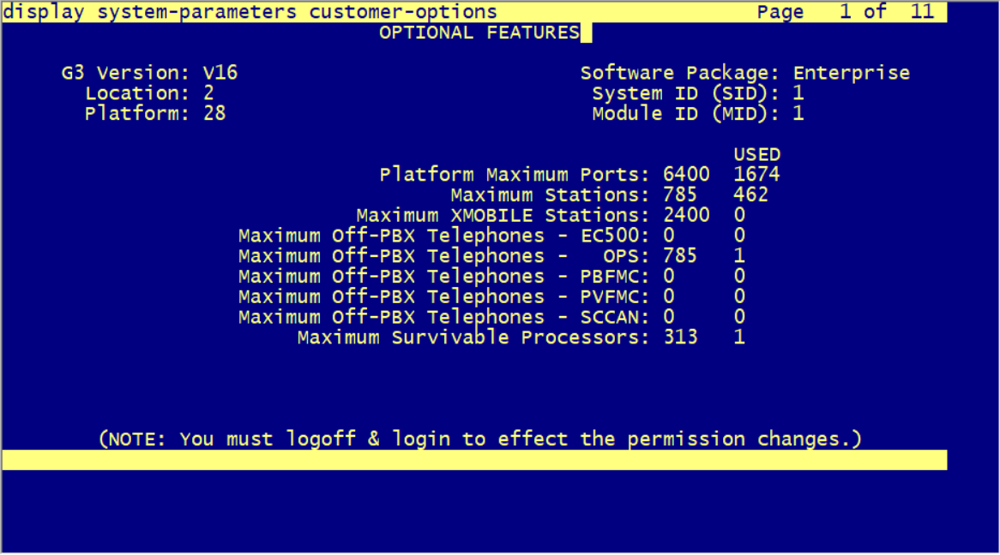 display system-parameters customer-options Page 1 of 11
OPTIONAL FEATURES
G3 Version: V16 Software Package: Enterprise
Location: 2 System ID (SID): 1
Platform: 28 Module ID (MID): 1
USED
Platform Maximum Ports: 6400 1674
Maximum Stations: 785 462
Maximum XMOBILE Stations: 2400 0
Maximum Off-PBX Telephones - EC500: 0 0
Maximum Off-PBX Telephones - OPS: 785 1
Maximum Off-PBX Telephones - PBFMC: 0 0
Maximum Off-PBX Telephones - PVFMC: 0 0
Maximum Off-PBX Telephones - SCCAN: 0 0
Maximum Survivable Processors: 313 1
(NOTE: You must logoff & login to effect the permission changes.)